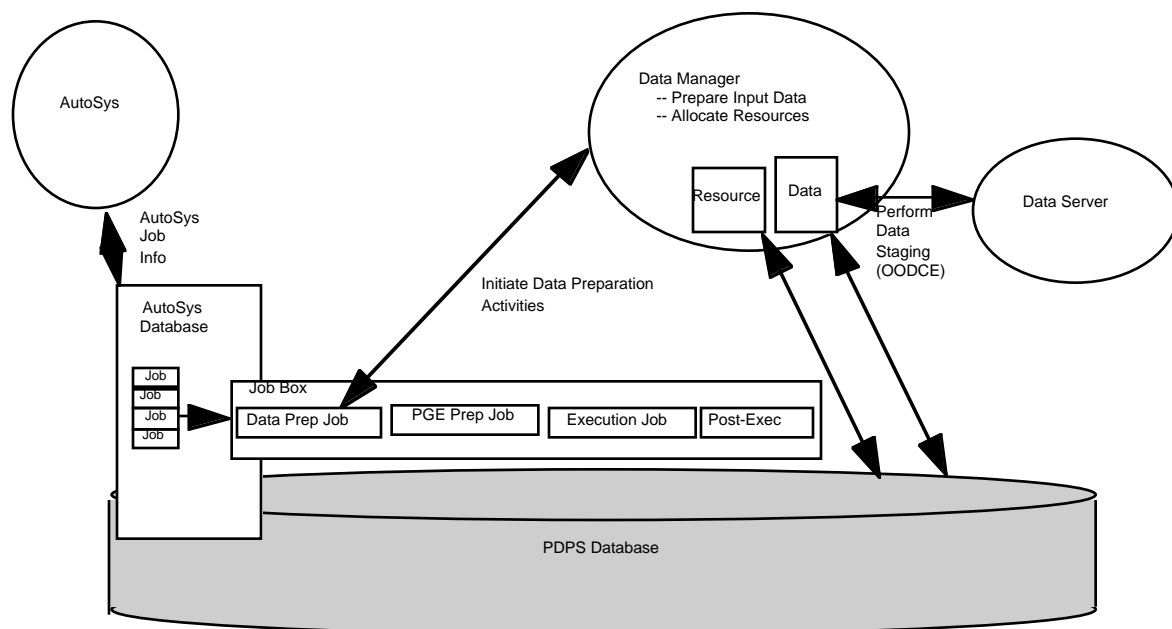 AutoSys
Data Manager
-- Prepare Input Data
-- Allocate Resources
Resource
Data
Data Server
Perform
Data
Staging
(OODCE)
AutoSys
Job
Info
Initiate Data Preparation
Activities
AutoSys
Database
Job
Job
Job
Job
Job Box
Data Prep Job
PGE Prep Job
Execution Job
Post-Exec
PDPS Database